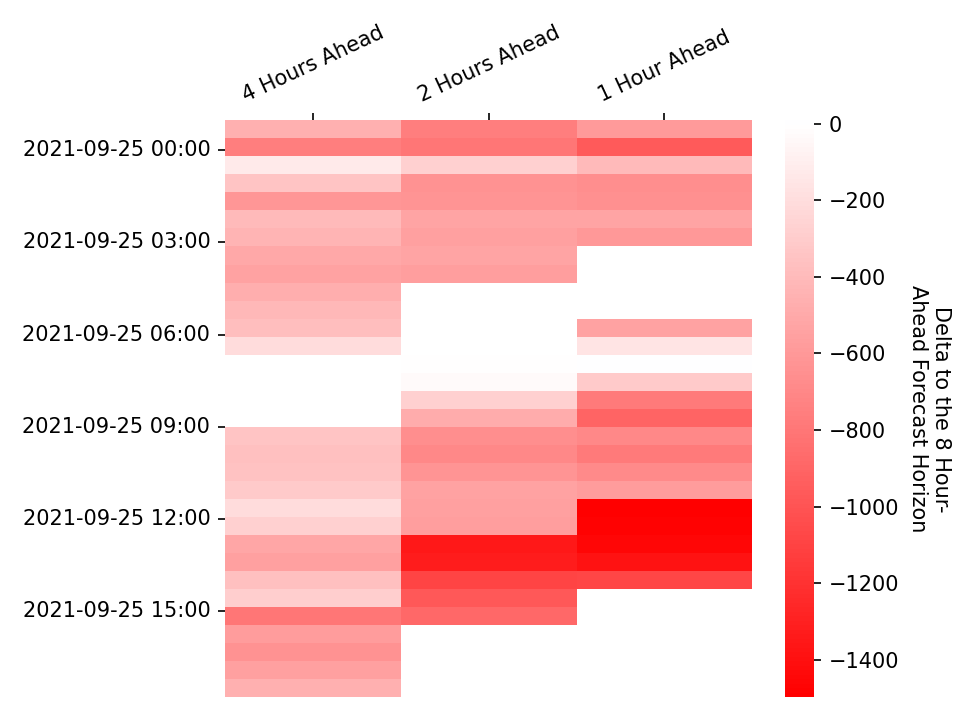 4 Hours Ahead
2 Hours Ahead
1 Hour Ahead
2021-09-25 00:00
2021-09-25 03:00
2021-09-25 06:00
2021-09-25 09:00
2021-09-25 12:00
2021-09-25 15:00
0
−200
−400
−600
−800
−1000
−1200
−1400
Delta to the 8 Hour-
Ahead Forecast Horizon